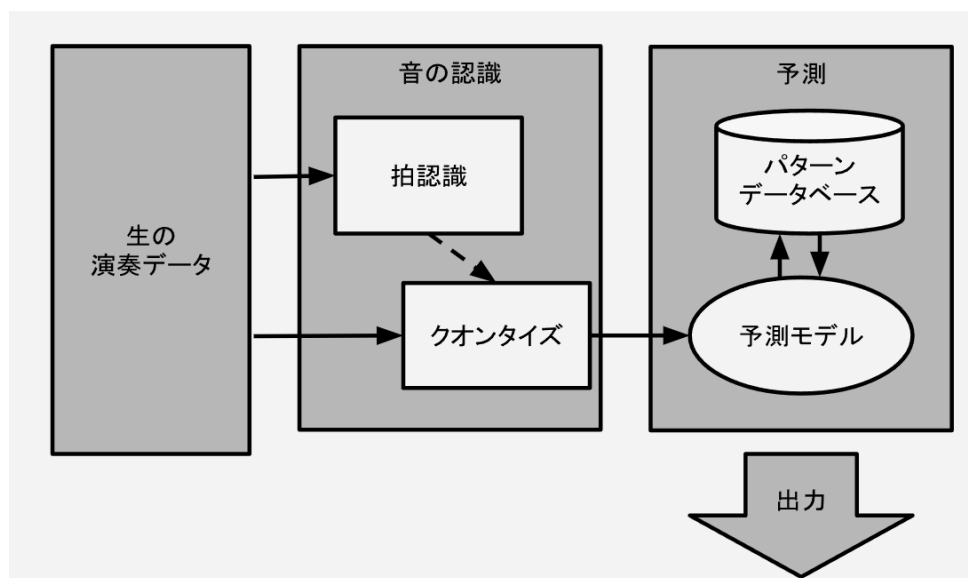 生の
演奏データ
音の認識
拍認識
クオンタイズ
予測
パターン
データベース
予測モデル
出力